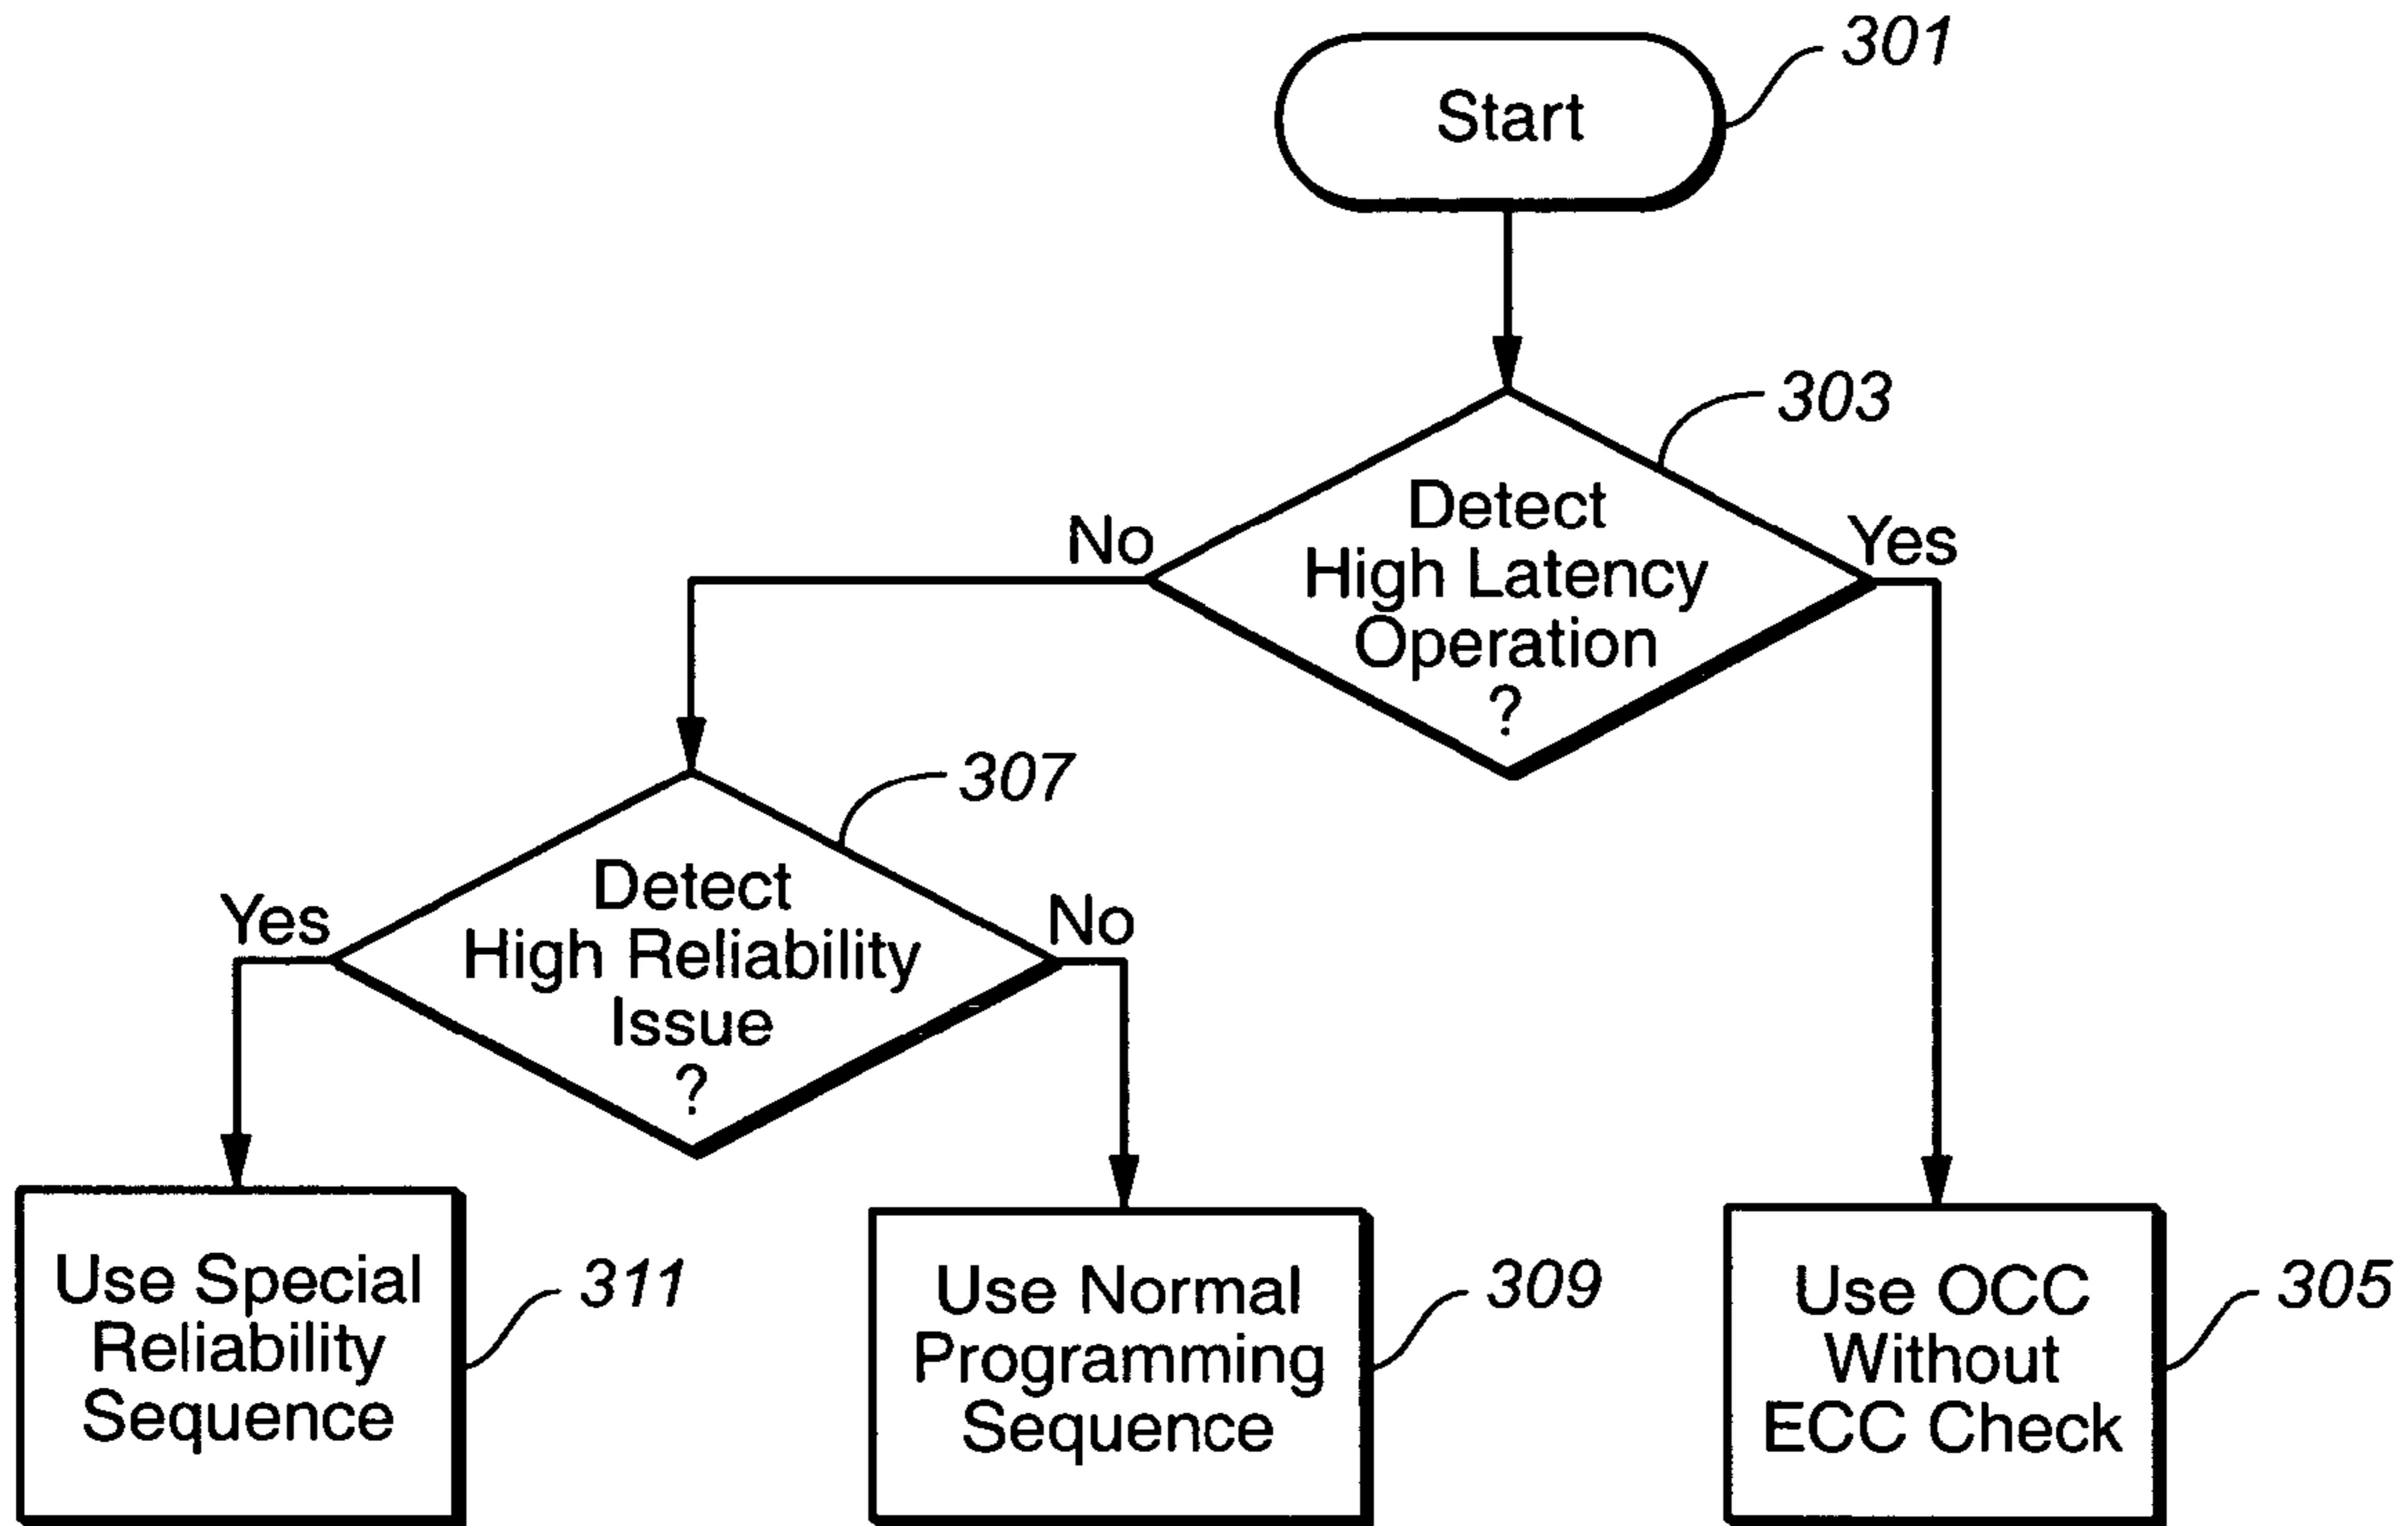 301
Start
303
Detect
High Latency
Operation
?
No
Yes
307
Detect
High Reliability
Issue
?
Yes
No
Use Special
Reliability
Sequence
311
Use Normal
Programming
Sequence
309
Use OCC
Without
ECC Check
305